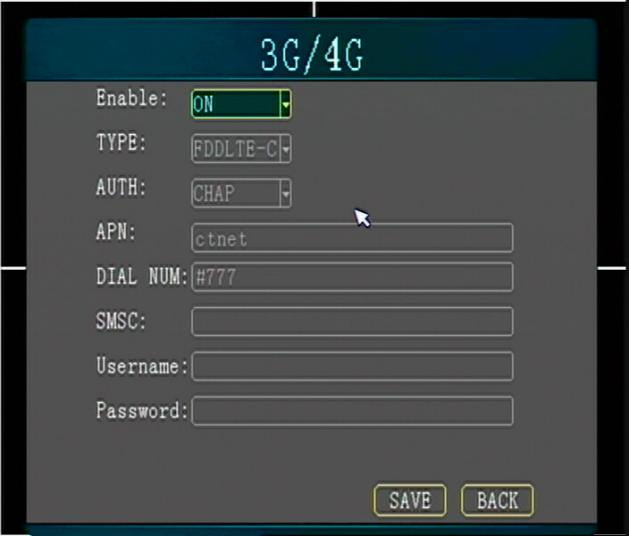 3G/4G
Enable: ON
TYPE: FDDLTE-C
AUTH: CHAP
APN: ctnet
DIAL NUM: #777
SMSC:
Username:
Password:
SAVE BACK